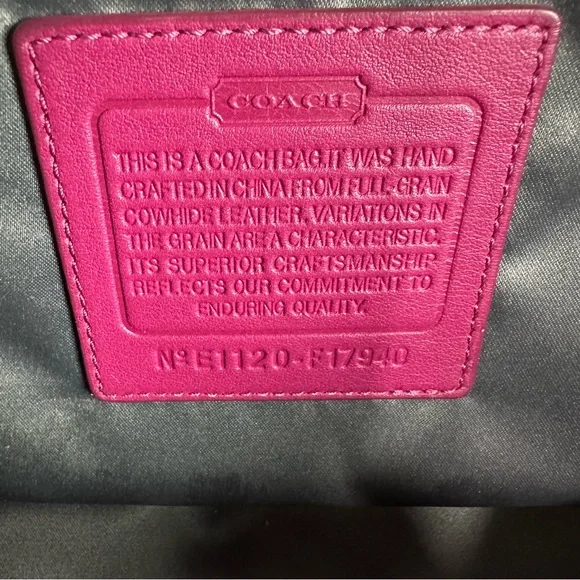 COACH
THIS IS A COACH BAG.IT WAS HAND
CRAFTED IN CHINA FROM FULL-GRAIN
COWHIDE LEATHER. VARIATIONS IN
THE GRAIN ARE A CHARACTERISTIC.
ITS SUPERIOR CRAFTSMANSHIP
REFLECTS OUR COMMITMENT TO
ENDURING QUALITY.
Nº E1120-F17940